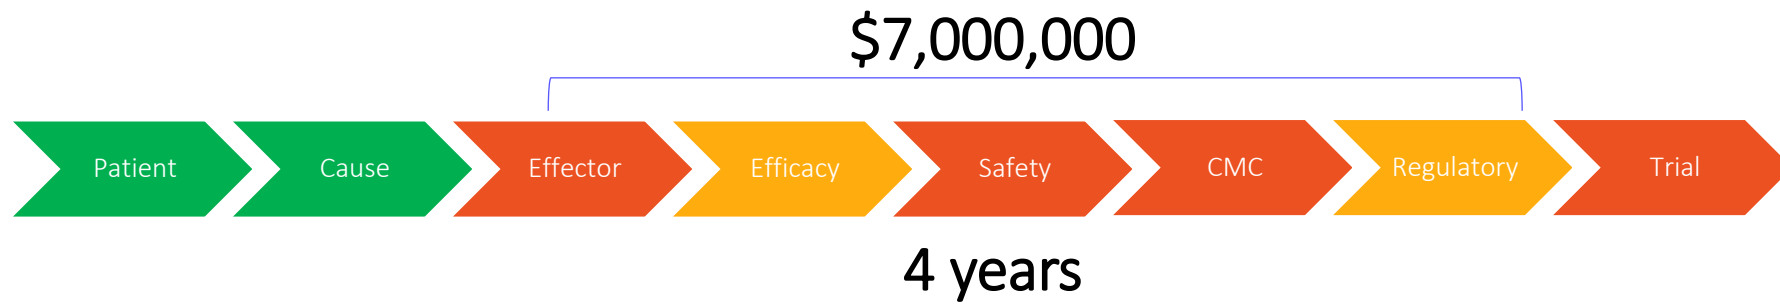 $7,000,000
Patient
Cause
Effector
Efficacy
Safety
CMC
Regulatory
Trial
4 years